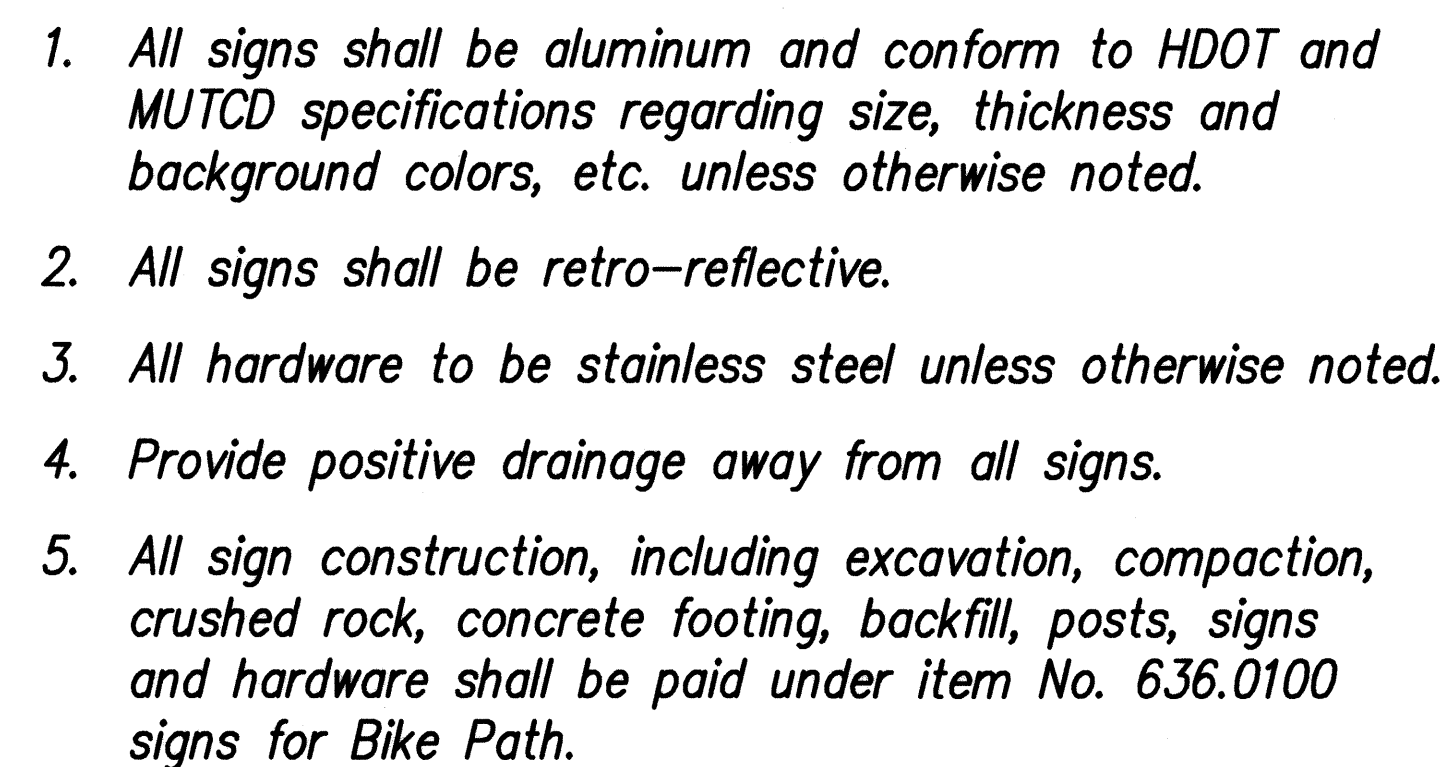 1. All signs shall be aluminum and conform to HDOT and
MUTCD specifications regarding size, thickness and
background colors, etc. unless otherwise noted.
2. All signs shall be retro-reflective.
3. All hardware to be stainless steel unless otherwise noted.
4. Provide positive drainage away from all signs.
5. All sign construction, including excavation, compaction,
crushed rock, concrete footing, backfill, posts, signs
and hardware shall be paid under item No. 636.0100
signs for Bike Path.